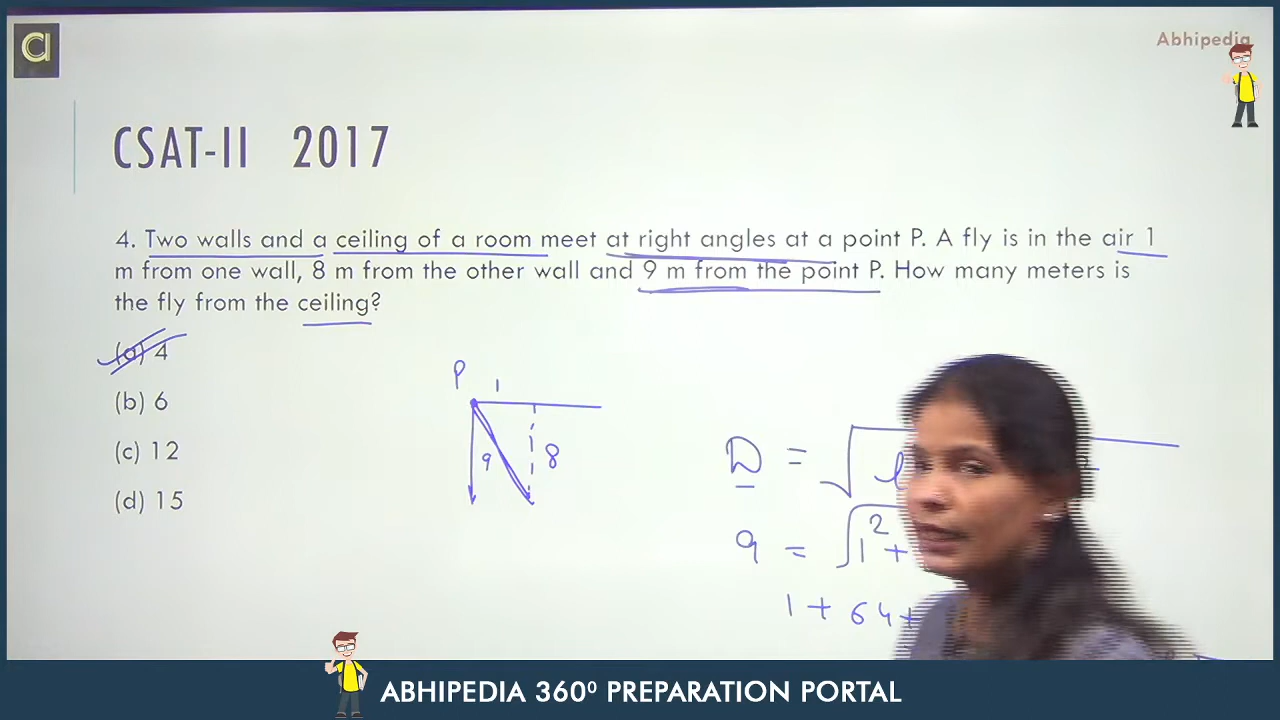 a
Abhipedia
CSAT-II 2017
4. Two walls and a ceiling of a room meet at right angles at a point P. A fly is in the air 1
m from one wall, 8 m from the other wall and 9 m from the point P. How many meters is
the fly from the ceiling?
(a) 4
(b) 6
(c) 12
(d) 15
P 1
9 8
D = √l
9 = √1² +
1 + 64 +
ABHIPEDIA 360⁰ PREPARATION PORTAL